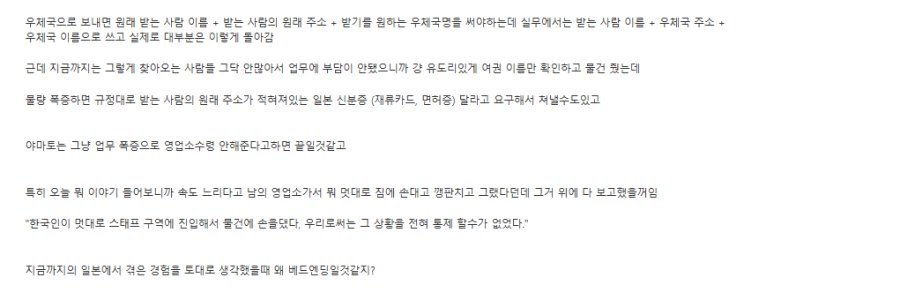 우체국으로 보내면 원래 받는 사람 이름 + 받는 사람의 원래 주소 + 받기를 원하는 우체국명을 써야하는데 실무에서는 받는 사람 이름 + 우체국 주소 +
우체국 이름으로 쓰고 실제로 대부분은 이렇게 돌아감
근데 지금까지는 그렇게 찾아오는 사람들 그닥 안많아서 업무에 부담이 안됐으니까 걍 유도리있게 여권 이름만 확인하고 물건 줬는데
물량 폭증하면 규정대로 받는 사람의 원래 주소가 적혀져있는 일본 신분증 (재류카드, 면허증) 달라고 요구해서 쳐낼수도있고
야마토는 그냥 업무 폭증으로 영업소수령 안해준다고하면 끝일것같고
특히 오늘 뭐 이야기 들어보니까 속도 느리다고 남의 영업소가서 뭐 멋대로 짐에 손대고 깽판치고 그랬다던데 그거 위에 다 보고했을꺼임
"한국인이 멋대로 스태프 구역에 진입해서 물건에 손을댔다, 우리로써는 그 상황을 전혀 통제 할수가 없었다."
지금까지의 일본에서 겪은 경험을 토대로 생각했을때 왜 베드엔딩일것같지?